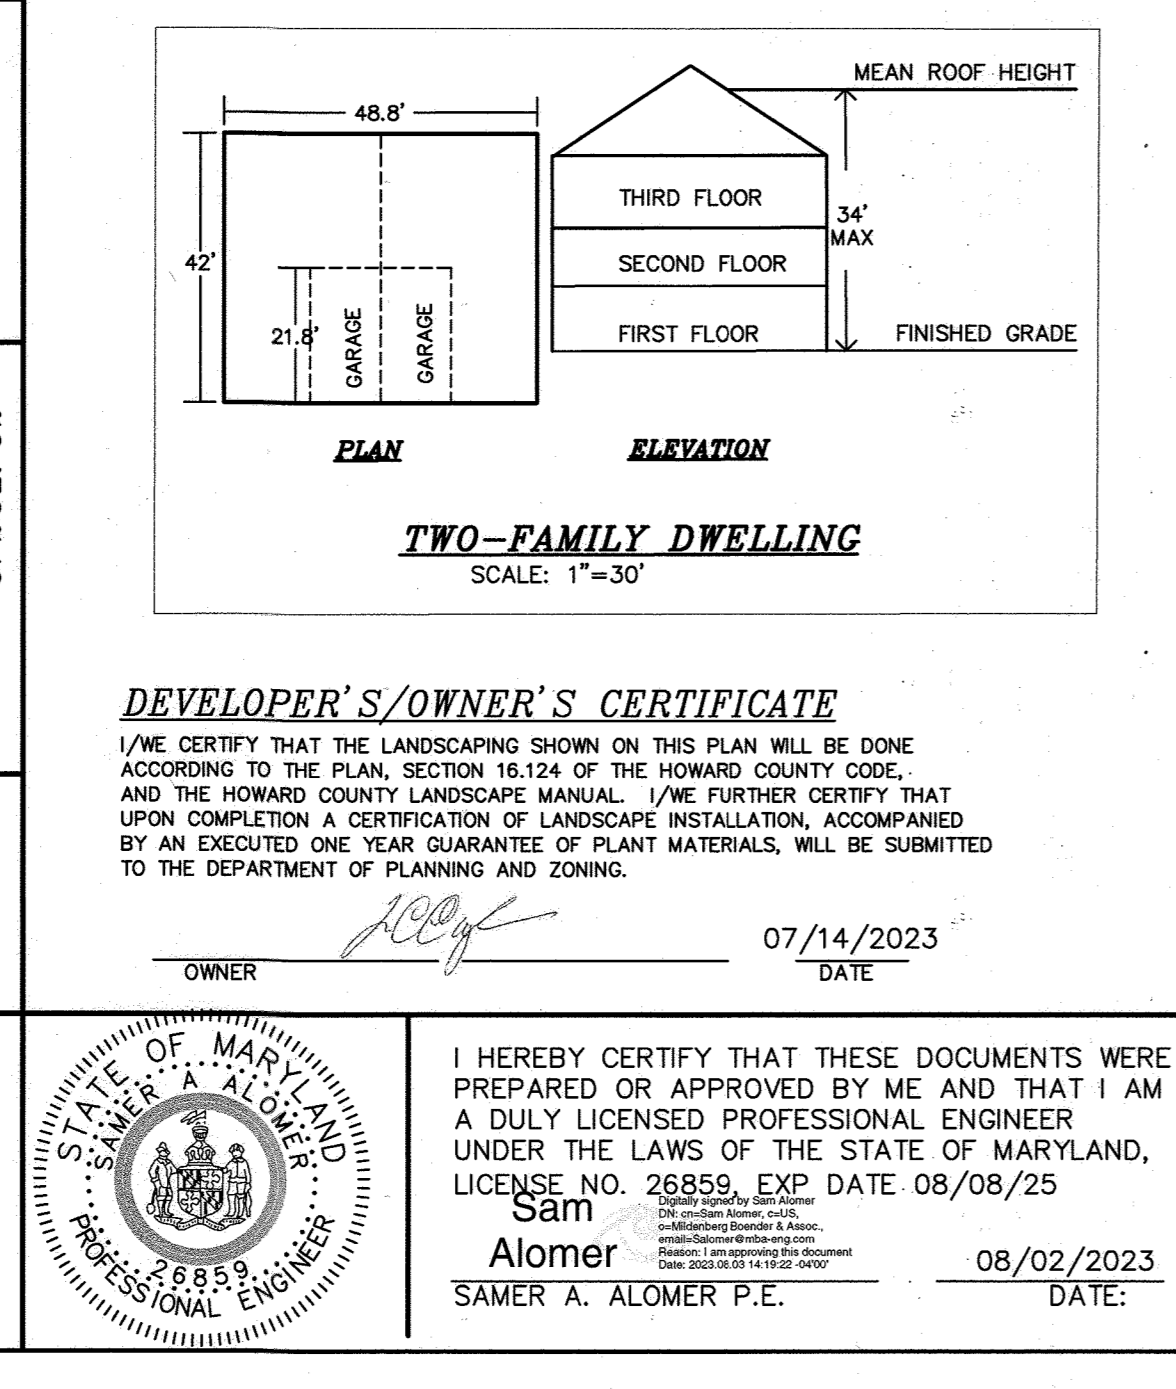 48.8'
42'
21.8'
GARAGE
GARAGE
PLAN
MEAN ROOF HEIGHT
THIRD FLOOR
34'
MAX
SECOND FLOOR
FIRST FLOOR
FINISHED GRADE
ELEVATION
TWO-FAMILY DWELLING
SCALE: 1"=30'
DEVELOPER'S/OWNER'S CERTIFICATE
I/WE CERTIFY THAT THE LANDSCAPING SHOWN ON THIS PLAN WILL BE DONE
ACCORDING TO THE PLAN, SECTION 16.124 OF THE HOWARD COUNTY CODE,
AND THE HOWARD COUNTY LANDSCAPE MANUAL. I/WE FURTHER CERTIFY THAT
UPON COMPLETION A CERTIFICATION OF LANDSCAPE INSTALLATION, ACCOMPANIED
BY AN EXECUTED ONE YEAR GUARANTEE OF PLANT MATERIALS, WILL BE SUBMITTED
TO THE DEPARTMENT OF PLANNING AND ZONING.
07/14/2023
OWNER
DATE
STATE OF MARYLAND
SAMER A ALOMER
26859
PROFESSIONAL ENGINEER
I HEREBY CERTIFY THAT THESE DOCUMENTS WERE
PREPARED OR APPROVED BY ME AND THAT I AM
A DULY LICENSED PROFESSIONAL ENGINEER
UNDER THE LAWS OF THE STATE OF MARYLAND,
LICENSE NO. 26859, EXP DATE 08/08/25
Sam
Alomer
Digitally signed by Sam Alomer
DN: cn=Sam Alomer, c=US,
o=Mildenberg Boender & Assoc.,
email=Salomer@mba-eng.com
Reason: I am approving this document
Date: 2023.08.03 14:19:22 -04'00'
08/02/2023
SAMER A. ALOMER P.E.
DATE: